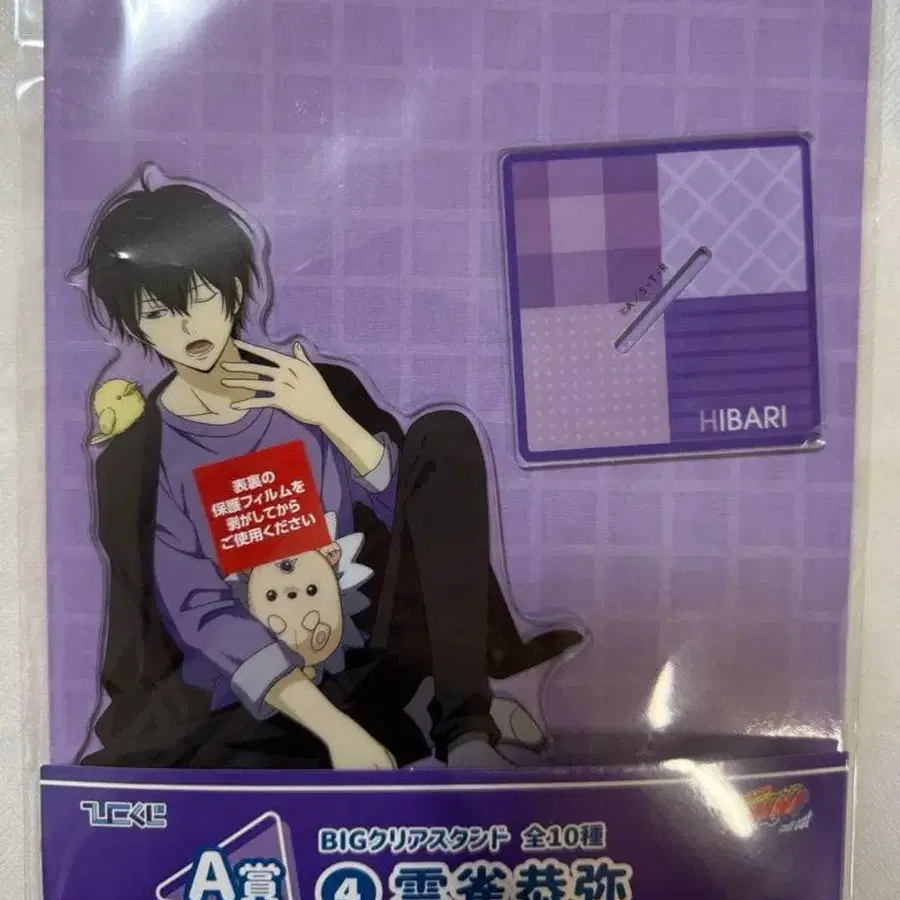 ©A・S・T・R
HIBARI
表裏の
保護フィルムを
剥がしてから
ご使用ください
ひこくじ
BIGクリアスタンド 全10種
A賞
4 雲雀恭弥